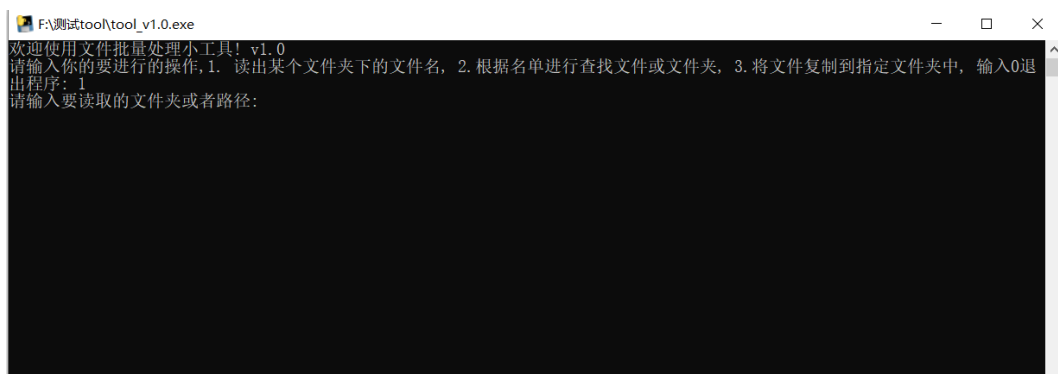 F:\测试tool\tool_v1.0.exe
欢迎使用文件批量处理小工具! v1.0
请输入你的要进行的操作,1. 读出某个文件夹下的文件名, 2.根据名单进行查找文件或文件夹, 3.将文件复制到指定文件夹中, 输入0退
出程序: 1
请输入要读取的文件夹或者路径: